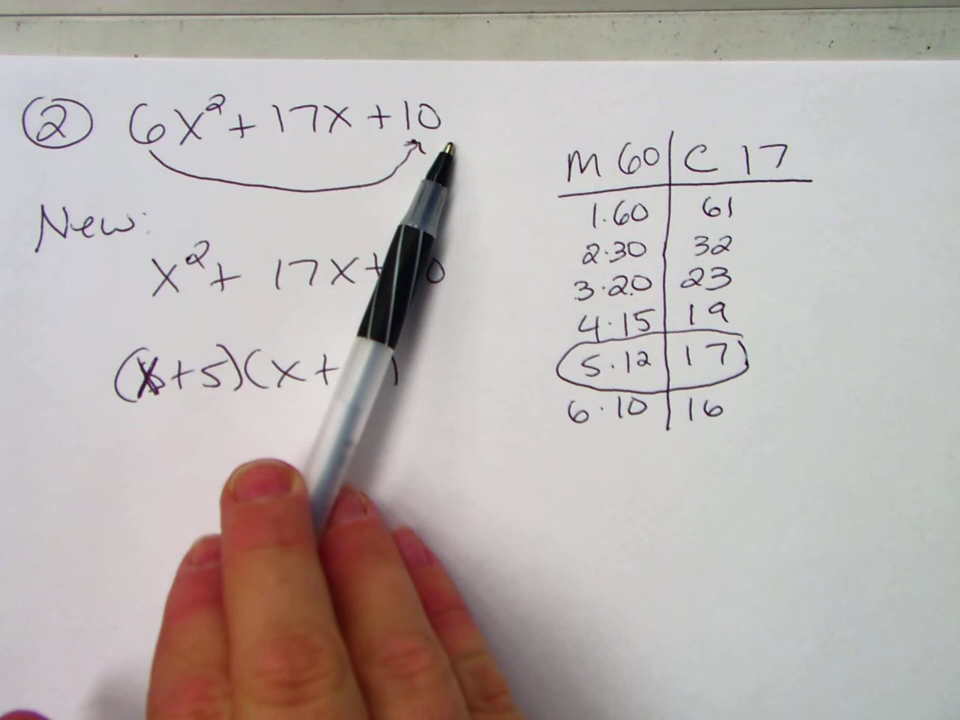 ② 6x² + 17x + 10
New:
x² + 17x + 0
(x + 5)(x +
M 60 | C 17
1·60 | 61
2·30 | 32
3·20 | 23
4·15 | 19
5·12 | 17
6·10 | 16